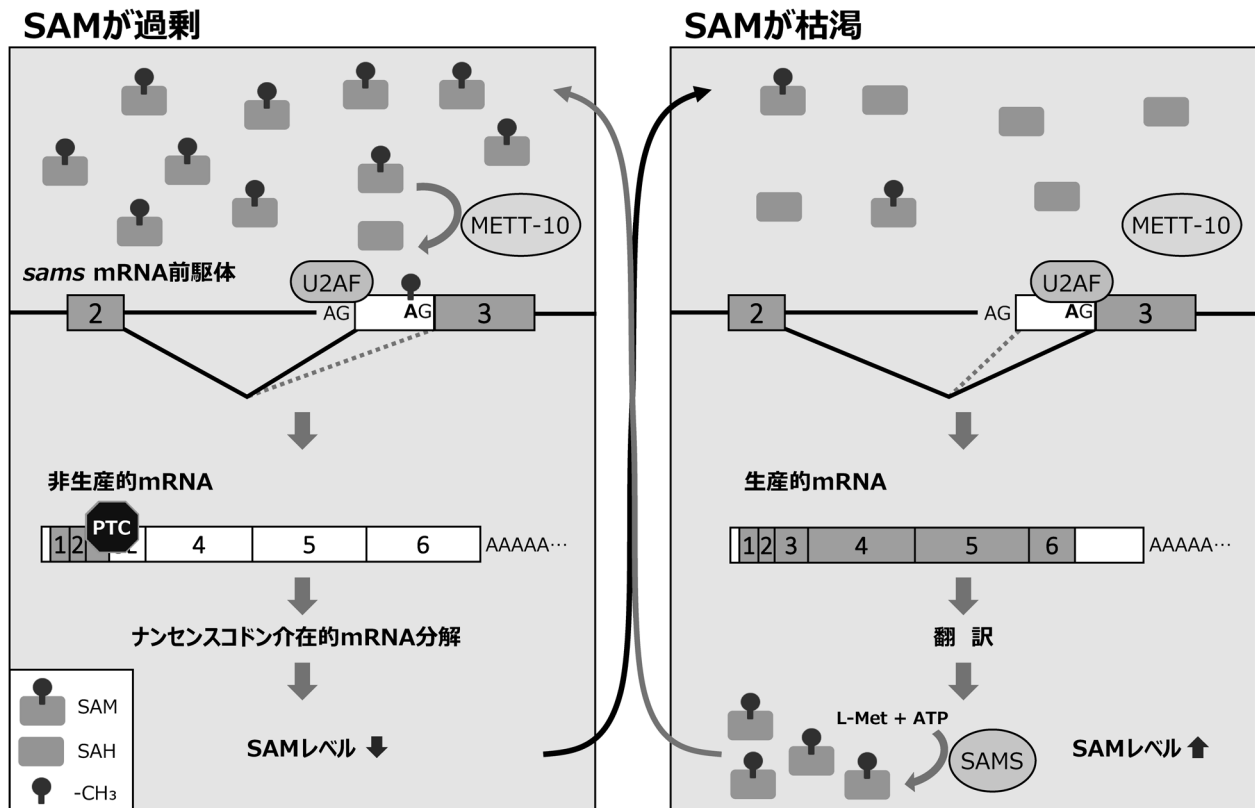 SAMが過剰
METT-10
sams mRNA前駆体
U2AF
2
AG
AG
3
非生産的mRNA
PTC
1
2
4
5
6
AAAAA…
ナンセンスコドン介在的mRNA分解
SAMレベル
SAM
SAH
-CH₃
SAMが枯渇
METT-10
U2AF
2
AG
AG
3
生産的mRNA
1
2
3
4
5
6
AAAAA…
翻 訳
L-Met + ATP
SAMS
SAMレベル